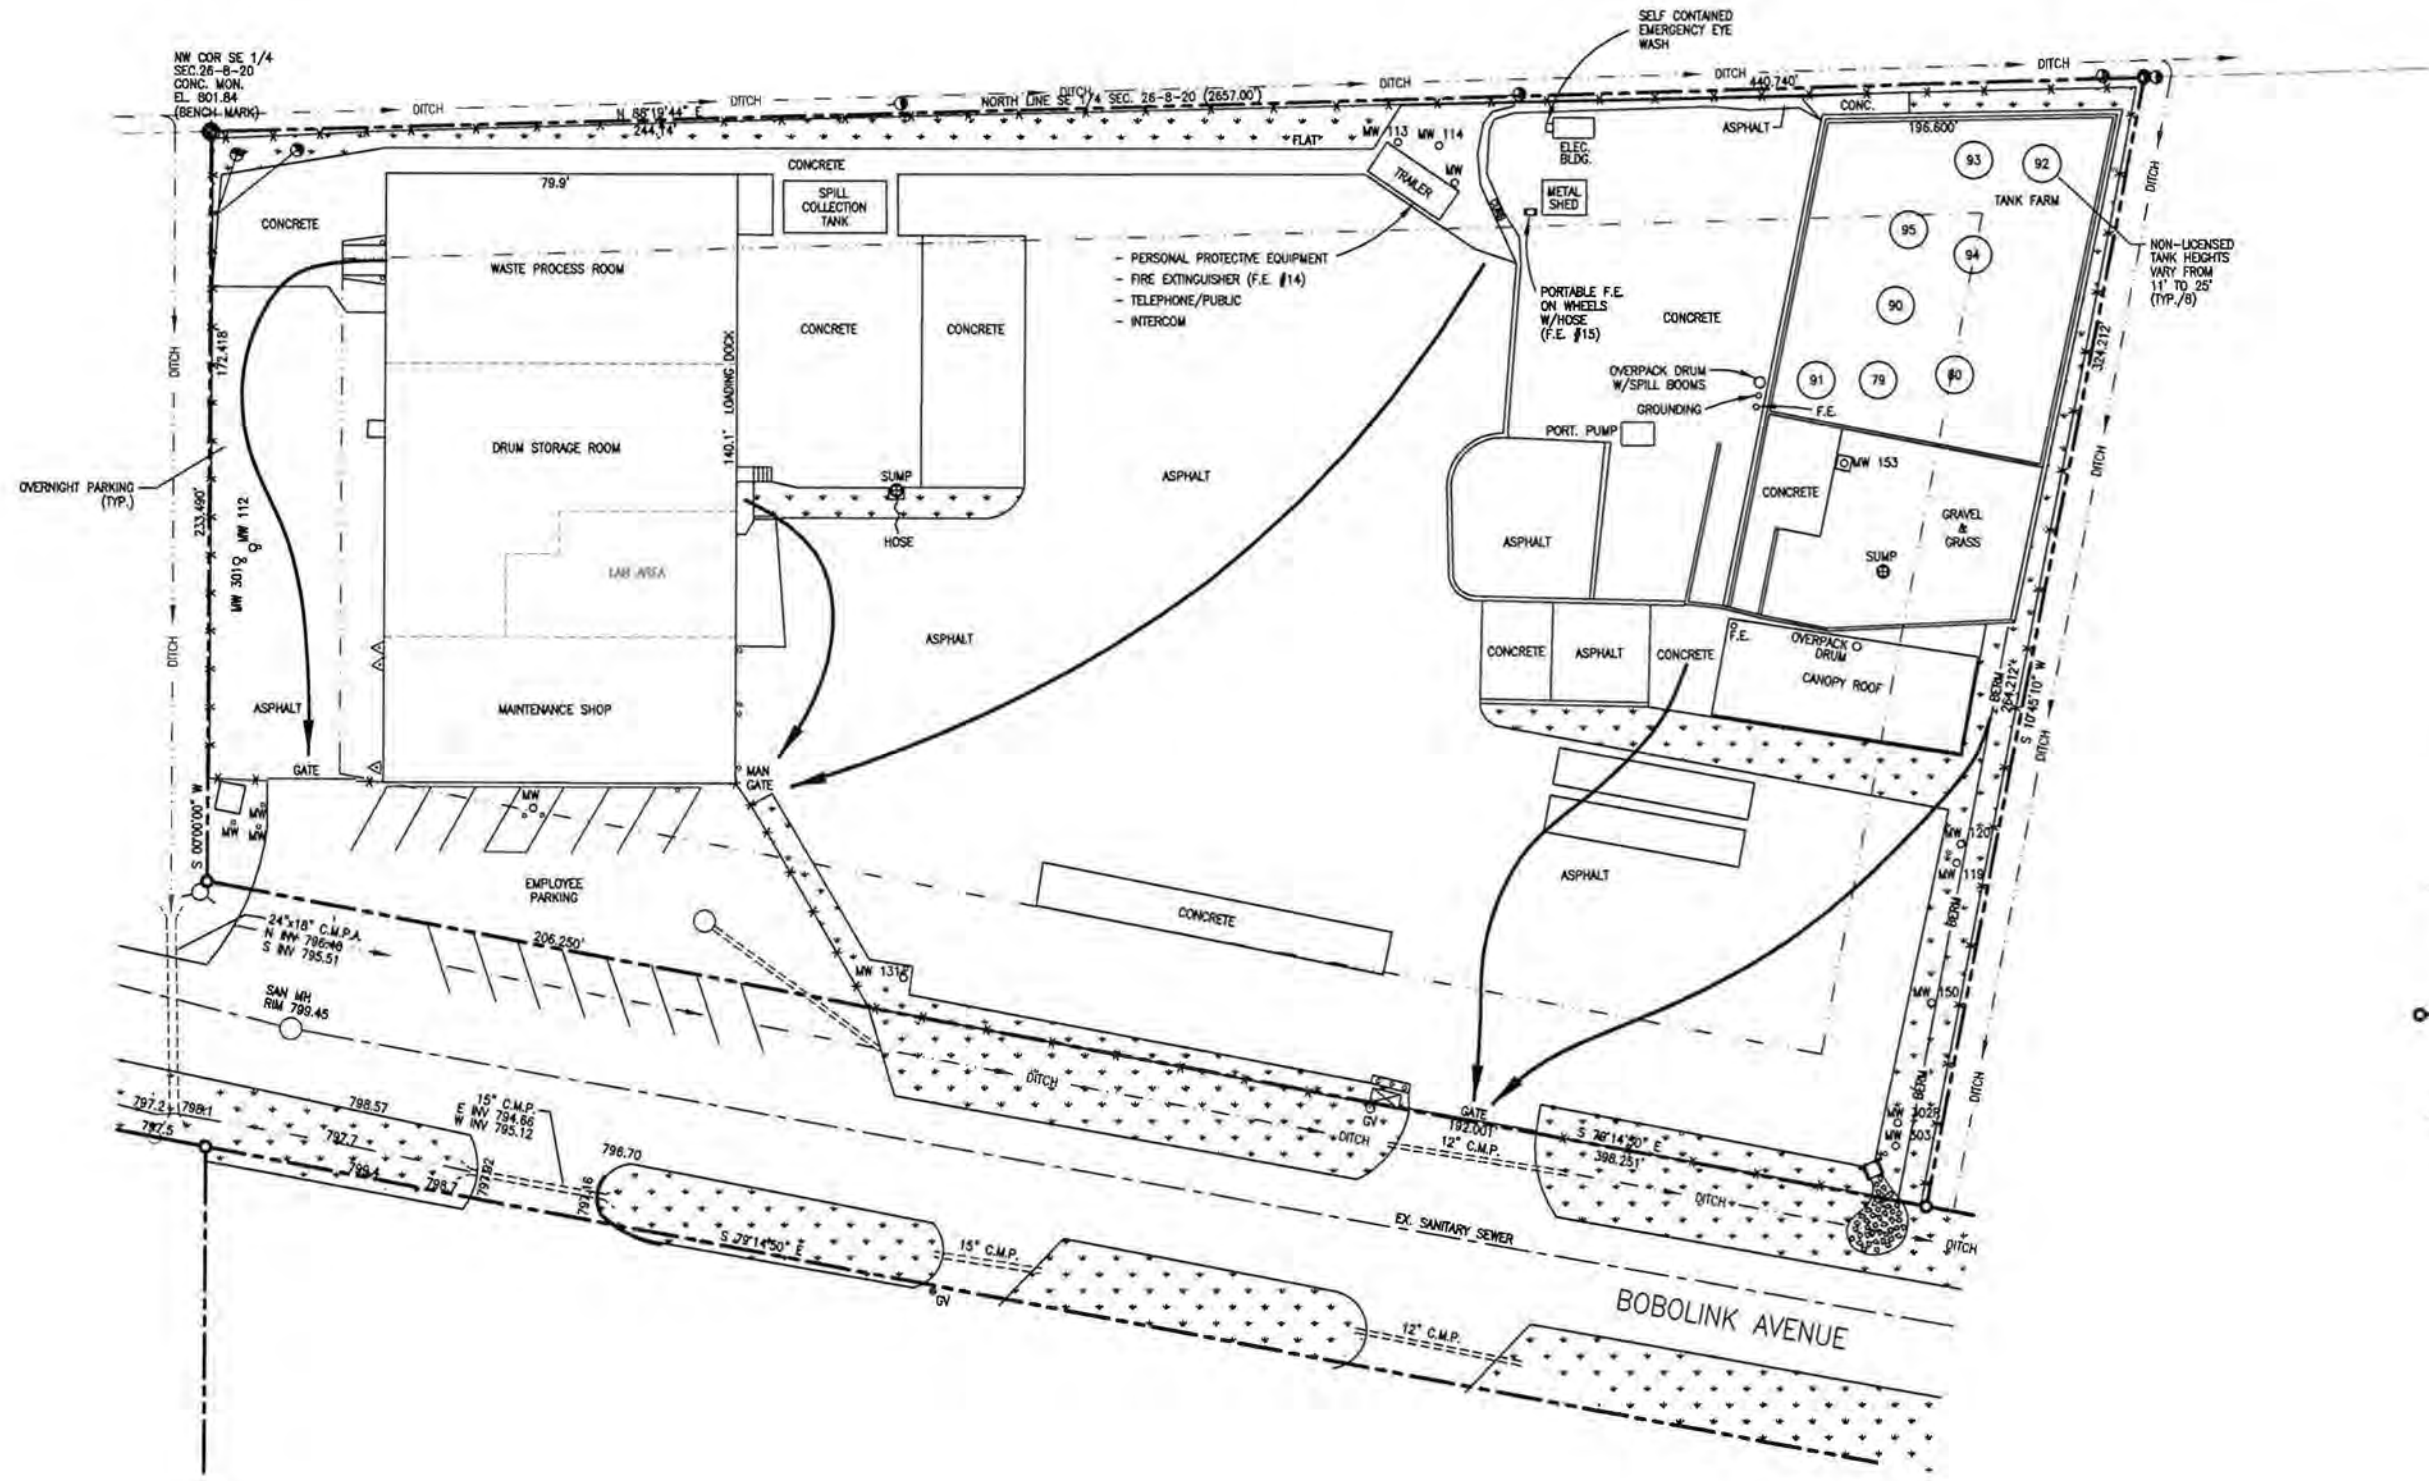 SELF CONTAINED
EMERGENCY EYE
WASH
NW COR SE 1/4
SEC.26-8-20
CONC. MON.
EL. 801.84
(BENCH MARK)
DITCH
DITCH
DITCH
DITCH
DITCH
DITCH
N 88°19'44" E
244.14'
NORTH LINE SE 1/4 SEC. 26-8-20 (2657.00')
440.740'
CONC.
ASPHALT
196.600'
FLAT
MW 113
MW 114
MW
TRAILER
ELEC.
BLDG.
METAL
SHED
CURB
93
92
TANK FARM
95
94
90
91
79
80
DITCH
NON-LICENSED
TANK HEIGHTS
VARY FROM
11' TO 25'
(TYP./8)
324.212'
CONCRETE
79.9'
CONCRETE
SPILL
COLLECTION
TANK
WASTE PROCESS ROOM
- PERSONAL PROTECTIVE EQUIPMENT
- FIRE EXTINGUISHER (F.E. #14)
- TELEPHONE/PUBLIC
- INTERCOM
PORTABLE F.E.
ON WHEELS
W/HOSE
(F.E. #15)
CONCRETE
CONCRETE
CONCRETE
DITCH
172.418'
140.1'
LOADING DOCK
OVERPACK DRUM
W/SPILL BOOMS
GROUNDING
F.E.
PORT. PUMP
DRUM STORAGE ROOM
OVERNIGHT PARKING
(TYP.)
233.490'
MW 112
MW 301
SUMP
HOSE
ASPHALT
MW 153
CONCRETE
GRAVEL
&
GRASS
SUMP
DITCH
ASPHALT
LAB AREA
DITCH
ASPHALT
F.E.
OVERPACK
DRUM
CANOPY ROOF
CONCRETE
ASPHALT
CONCRETE
BERM
264.212'
S 10°45'10" W
DITCH
ASPHALT
MAINTENANCE SHOP
GATE
MAN
GATE
MW
MW
MW
MW
S 00°00'00" W
EMPLOYEE
PARKING
MW 120
MW 119
ASPHALT
BERM
CONCRETE
24"x18" C.M.P.A.
N INV 796.46
S INV 795.51
206.250'
MW 131
MW 150
SAN MH
RIM 799.45
DITCH
DITCH
BERM
MW 302R
MW 303
GV
GATE
192.001'
DITCH
12" C.M.P.
S 79°14'50" E
398.251'
DITCH
DITCH
797.2
798.1
797.5
798.57
797.7
799.4
798.7
797.92
15" C.M.P.
E INV 794.66
W INV 795.12
796.70
797.16
S 79°14'50" E
15" C.M.P.
GV
EX. SANITARY SEWER
12" C.M.P.
BOBOLINK AVENUE